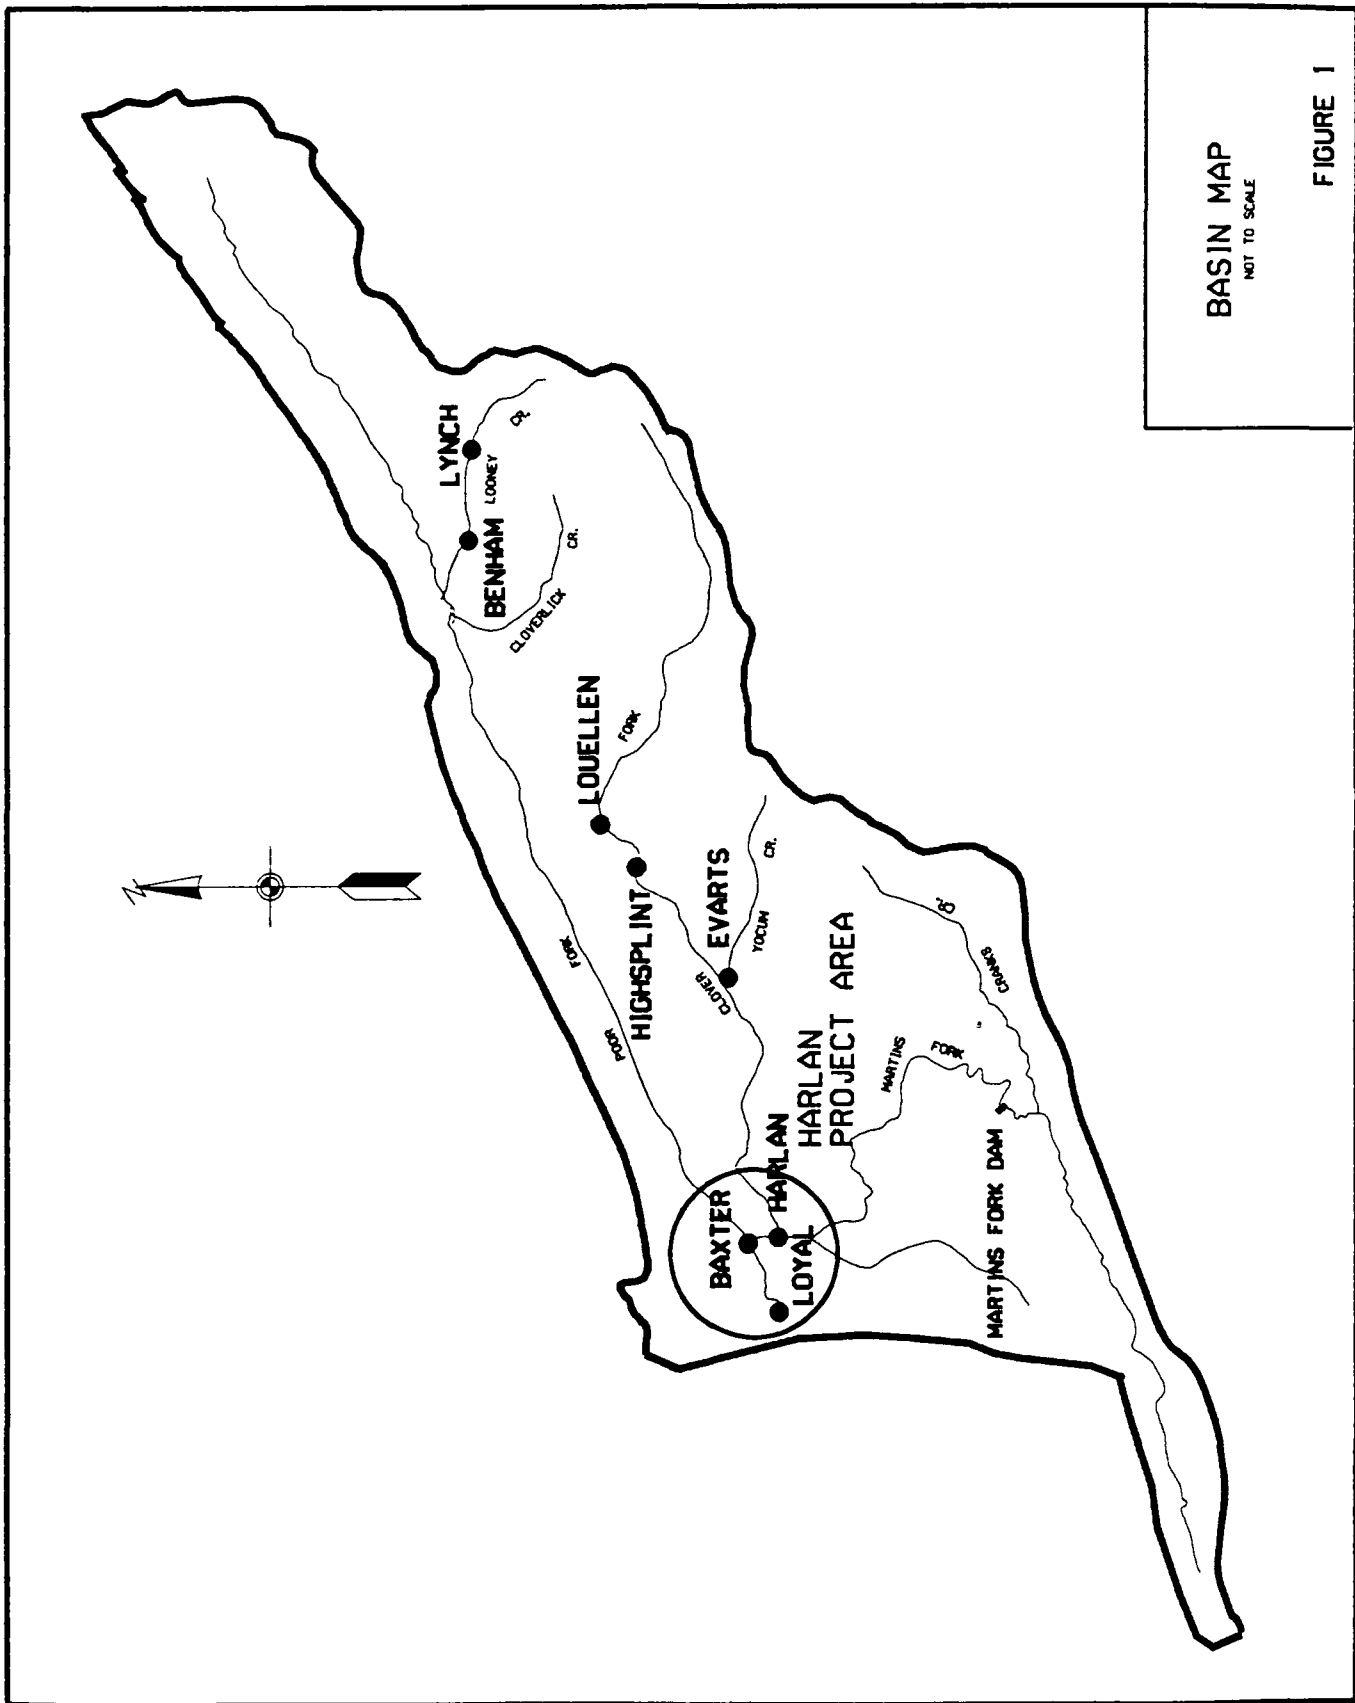 N
LYNCH
BENHAM
LOONEY
CR.
CLOVERLICK
CR.
LOUELLEN
FORK
HIGHSPLINT
EVARTS
CLOVER
YOCUM
CR.
POOR
FORK
HARLAN
PROJECT AREA
BAXTER
HARLAN
LOYAL
MARTINS
FORK
CRANKS
MARTINS FORK DAM
BASIN MAP
NOT TO SCALE
FIGURE 1